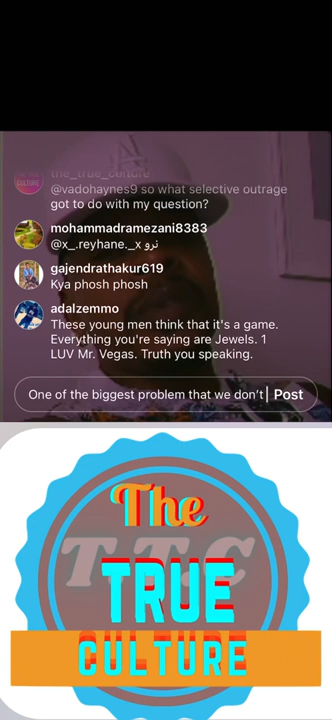 the_true_culture
@vadohaynes9 so what selective outrage
got to do with my question?
mohammadramezani8383
@x_.reyhane._x نرو
gajendrathakur619
Kya phosh phosh
adalzemmo
These young men think that it's a game.
Everything you're saying are Jewels. 1
LUV Mr. Vegas. Truth you speaking.
One of the biggest problem that we don't Post
The
T.T.C
TRUE
CULTURE